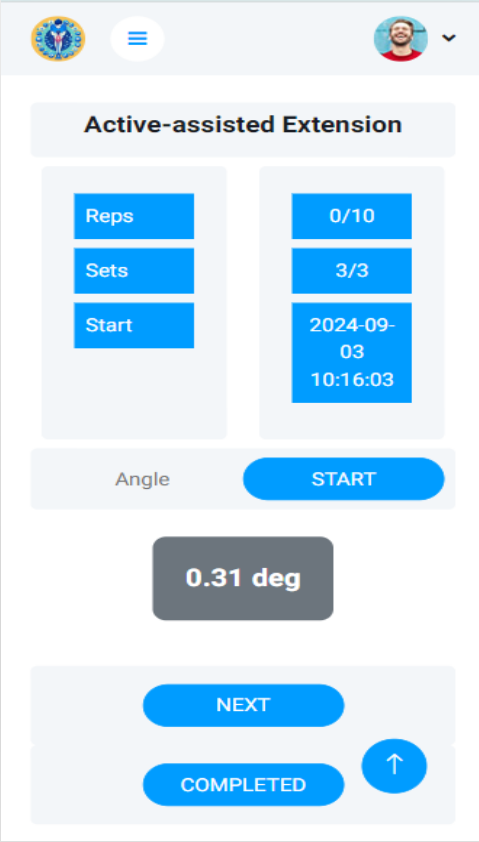 Active-assisted Extension
Reps
0/10
Sets
3/3
Start
2024-09-
03
10:16:03
Angle
START
0.31 deg
NEXT
COMPLETED